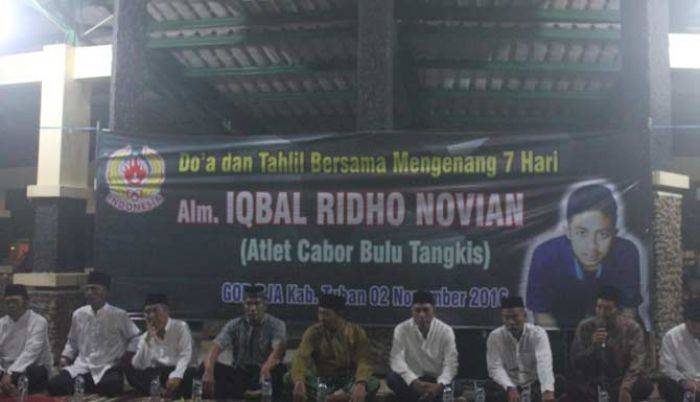 INDONESIA
Do'a dan Tahlil Bersama Mengenang 7 Hari
Alm. IQBAL RIDHO NOVIAN
(Atlet Cabor Bulu Tangkis)
Kab. Tuban 02 November 2016